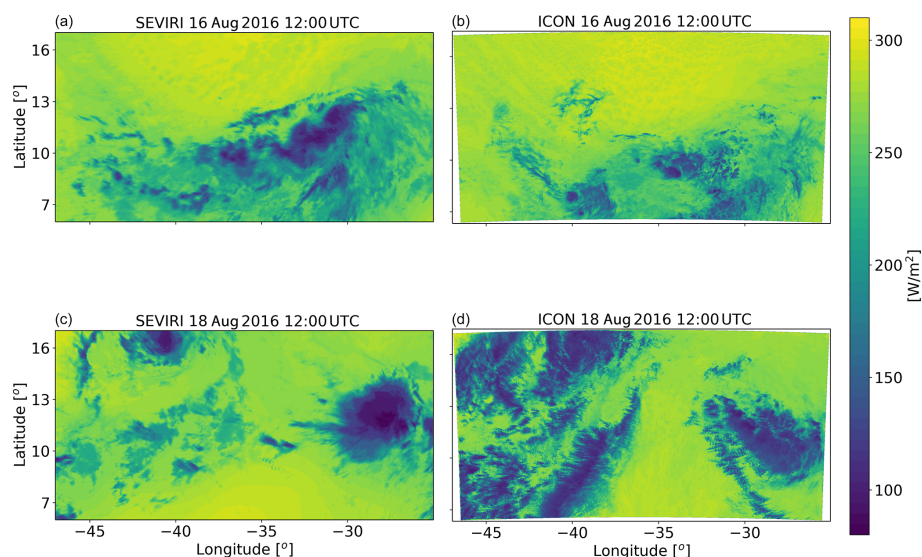 (a) SEVIRI 16 Aug 2016 12:00 UTC
(b) ICON 16 Aug 2016 12:00 UTC
16
13
10
7
Latitude [°]
300
250
200
150
100
[W/m²]
(c) SEVIRI 18 Aug 2016 12:00 UTC
(d) ICON 18 Aug 2016 12:00 UTC
16
13
10
7
Latitude [°]
−45 −40 −35 −30
Longitude [°]
−45 −40 −35 −30
Longitude [°]